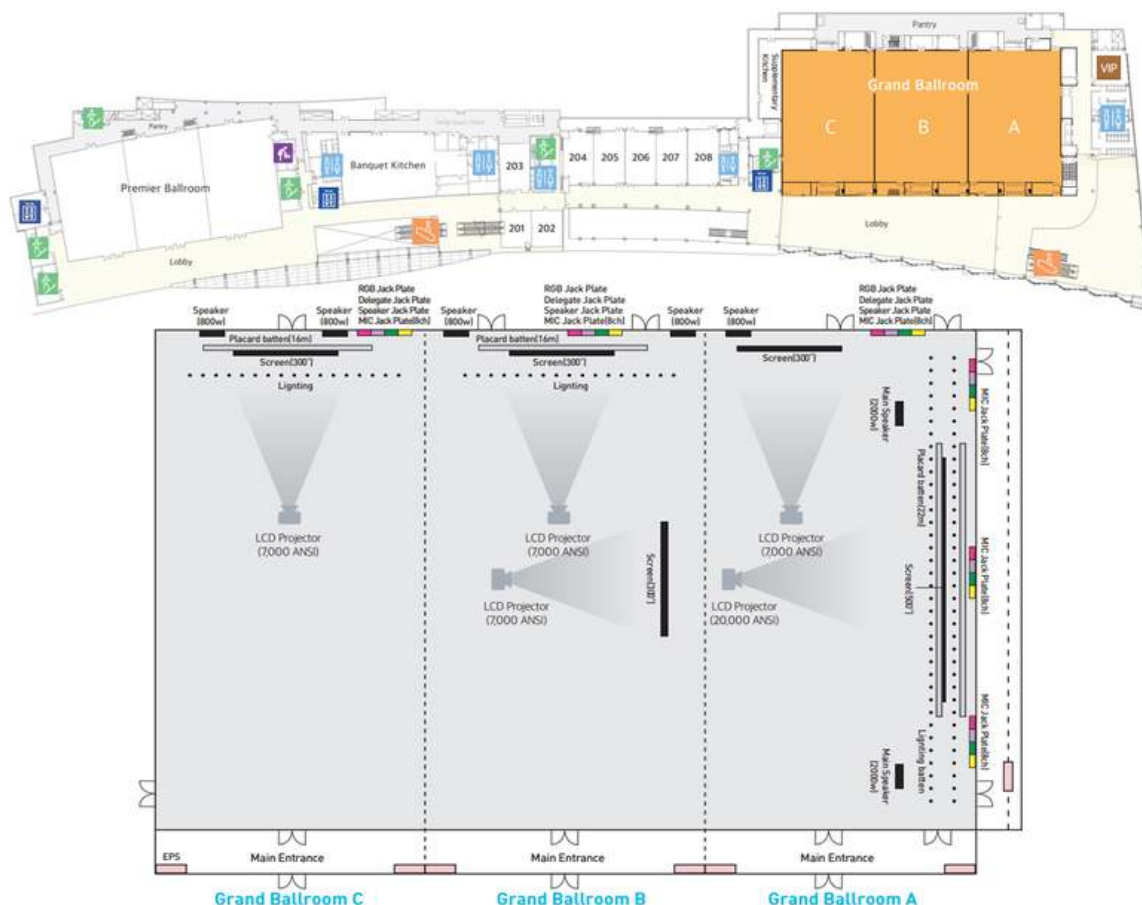 Pantry
Supplementary
Kitchen
Grand Ballroom
VIP
C
B
A
Pantry
Premier Ballroom
Banquet Kitchen
203
204
205
206
207
208
201
202
Lobby
Lobby
RGB Jack Plate
Delegate Jack Plate
Speaker Jack Plate
MIC Jack Plate(8ch)
Speaker
(800w)
Speaker
(800w)
RGB Jack Plate
Delegate Jack Plate
Speaker Jack Plate
MIC Jack Plate(8ch)
Speaker
(800w)
Speaker
(800w)
RGB Jack Plate
Delegate Jack Plate
Speaker Jack Plate
MIC Jack Plate(8ch)
Speaker
(800w)
Placard batten(16m)
Screen(300")
Lignting
Placard batten(16m)
Screen(300")
Screen(300")
Main Speaker
(2000w)
MIC Jack Plate(8ch)
Placard batten(22m)
LCD Projector
(7,000 ANSI)
LCD Projector
(7,000 ANSI)
LCD Projector
(7,000 ANSI)
Screen(300")
LCD Projector
(7,000 ANSI)
LCD Projector
(20,000 ANSI)
Screen(500")
MIC Jack Plate(8ch)
Main Speaker
(2000w)
Lignting batten
MIC Jack Plate(8ch)
EPS
Main Entrance
Main Entrance
Main Entrance
Grand Ballroom C
Grand Ballroom B
Grand Ballroom A